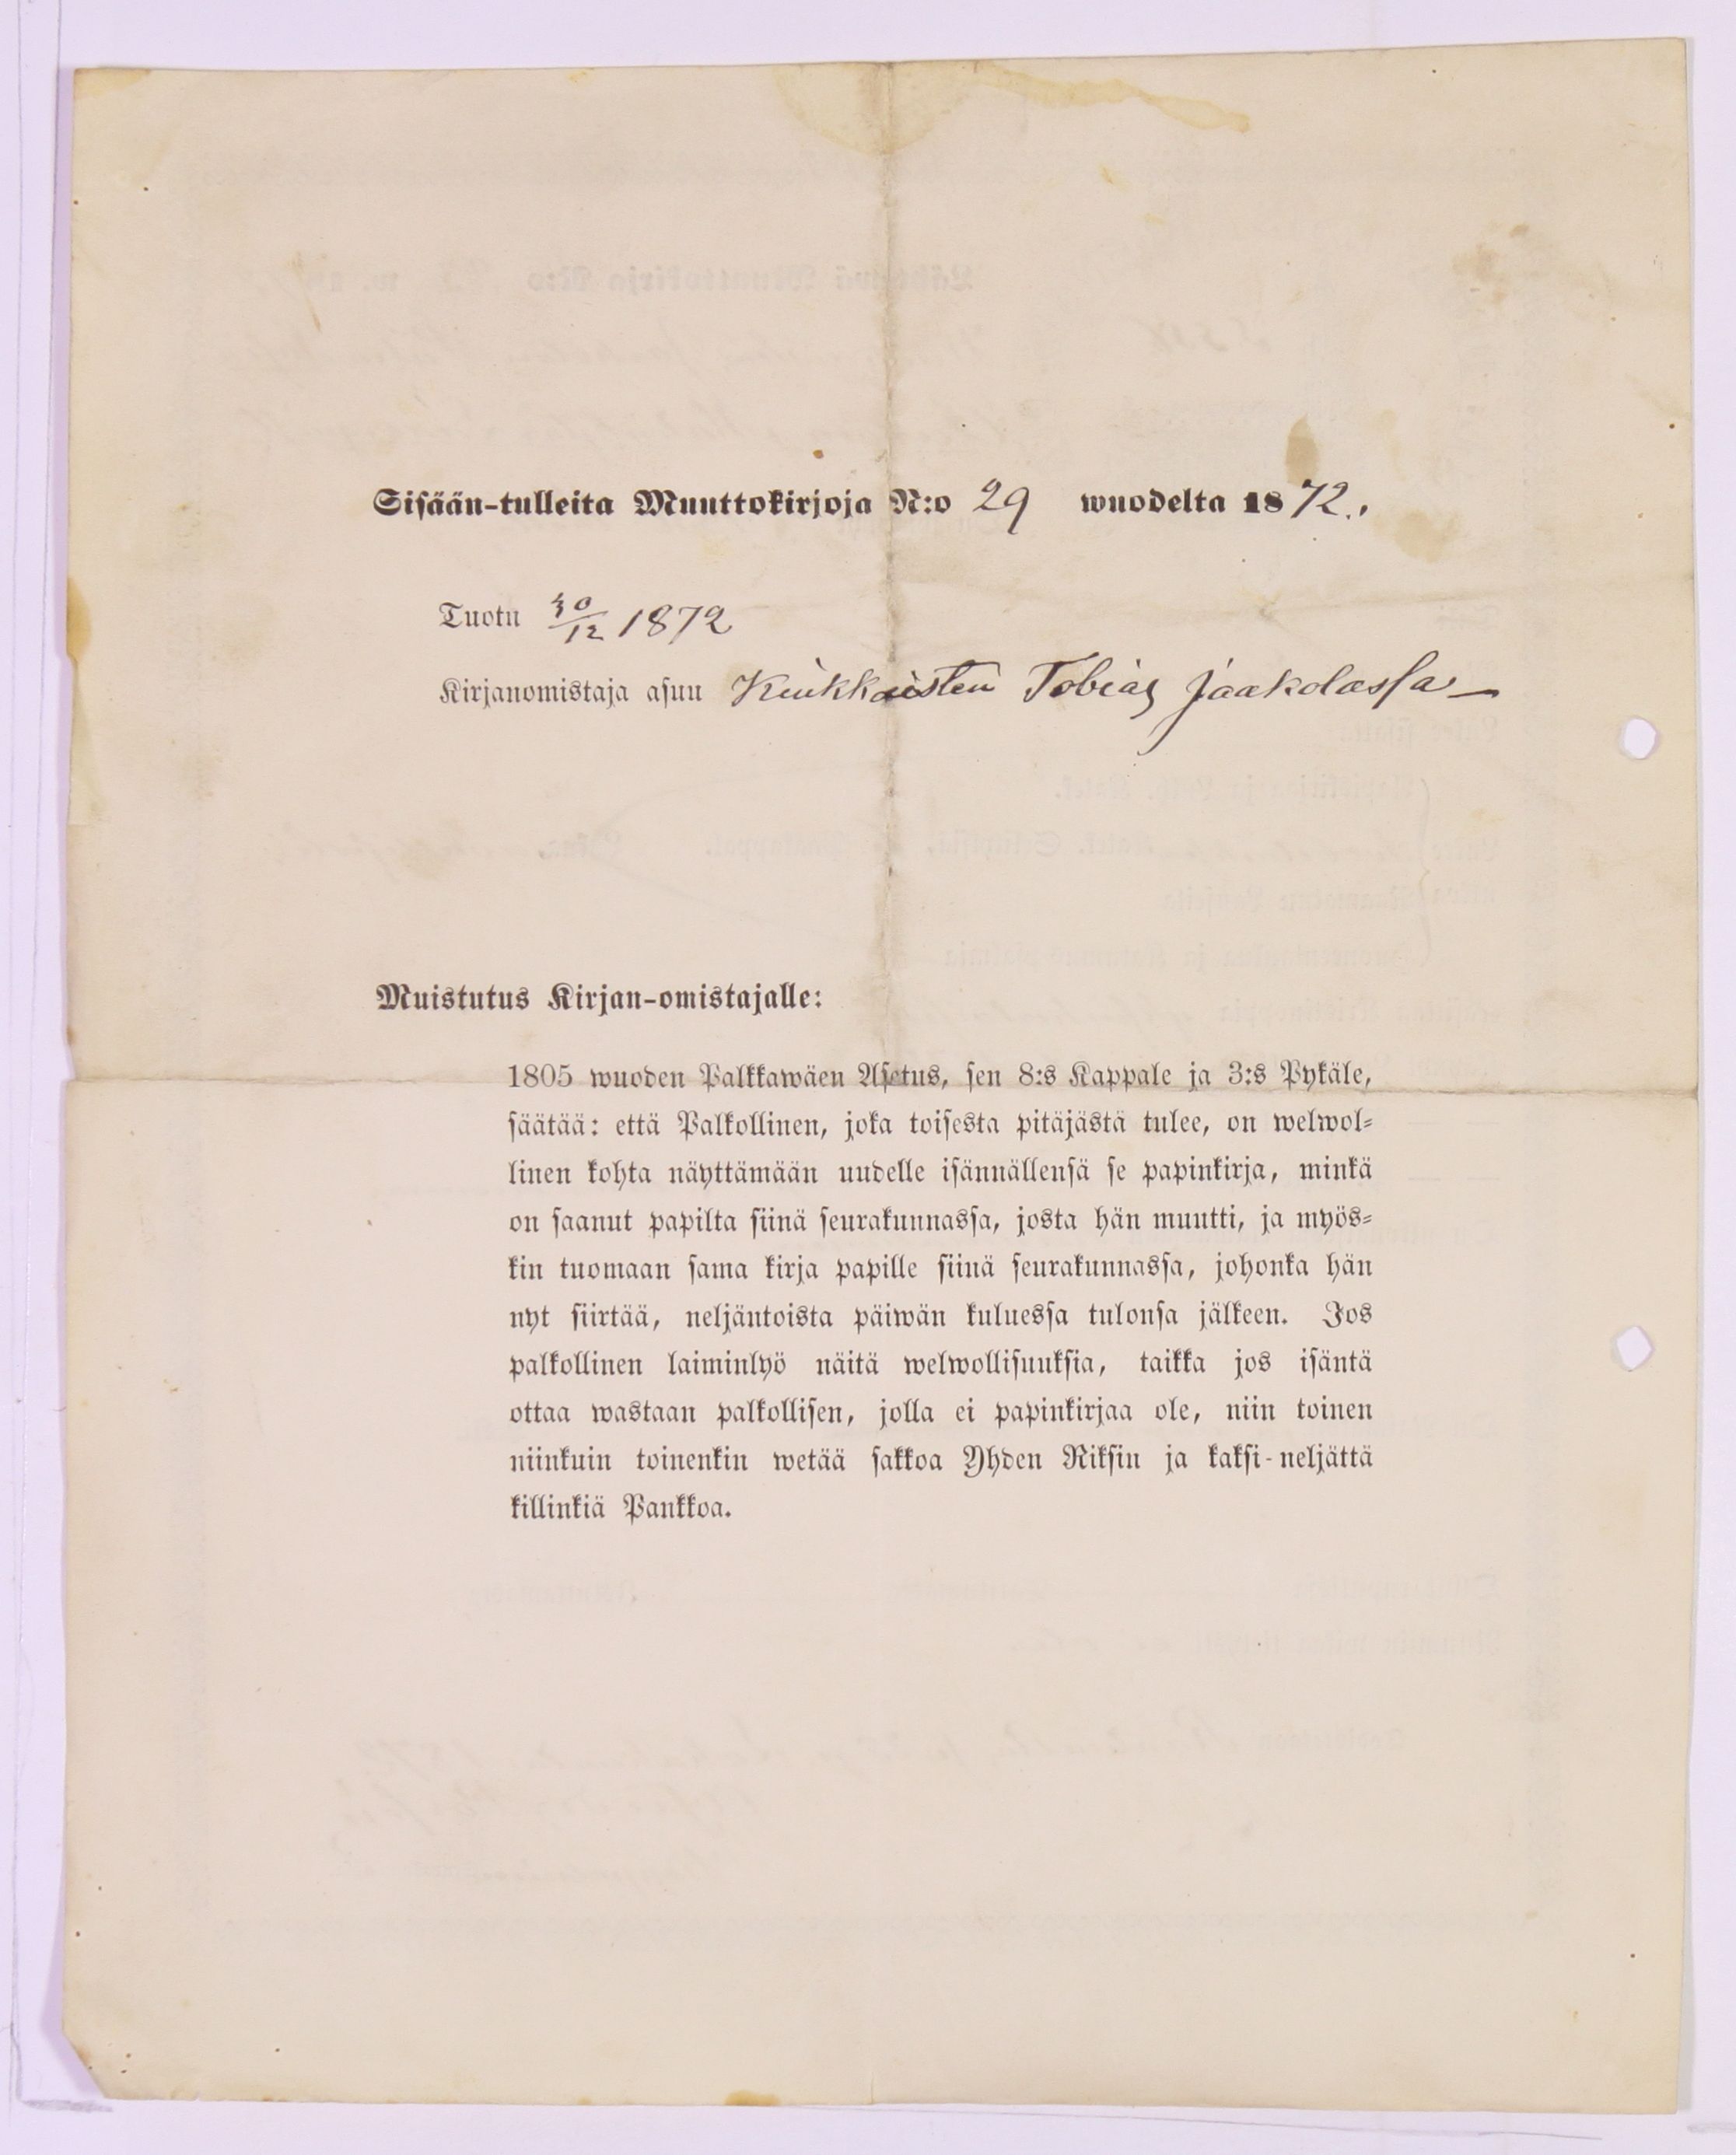 Sisään-tulleita Muuttokirjoja N:o 29 wuodelta 1872.
Tuotu 30/12 1872
Kirjanomistaja asuu Keikkaisten Tobias Jaakolassa
Muistutus Kirjan-omistajalle:
1805 wuoden Palkkawäen Asetus, sen 8:s Kappale ja 3:s Pykäle,
säätää: että Palkollinen, joka toisesta pitäjästä tulee, on welwol-
linen kohta näyttämään uudelle isännällensä se papinkirja, minkä
on saanut papilta siinä seurakunnassa, josta hän muutti, ja myös-
kin tuomaan sama kirja papille siinä seurakunnassa, johonka hän
nyt siirtää, neljäntoista päiwän kuluessa tulonsa jälkeen. Jos
palkollinen laiminlyö näitä welwollisuuksia, taikka jos isäntä
ottaa wastaan palkollisen, jolla ei papinkirjaa ole, niin toinen
niinkuin toinenkin wetää sakkoa Yhden Riksin ja kaksi-neljättä
killinkiä Pankkoa.